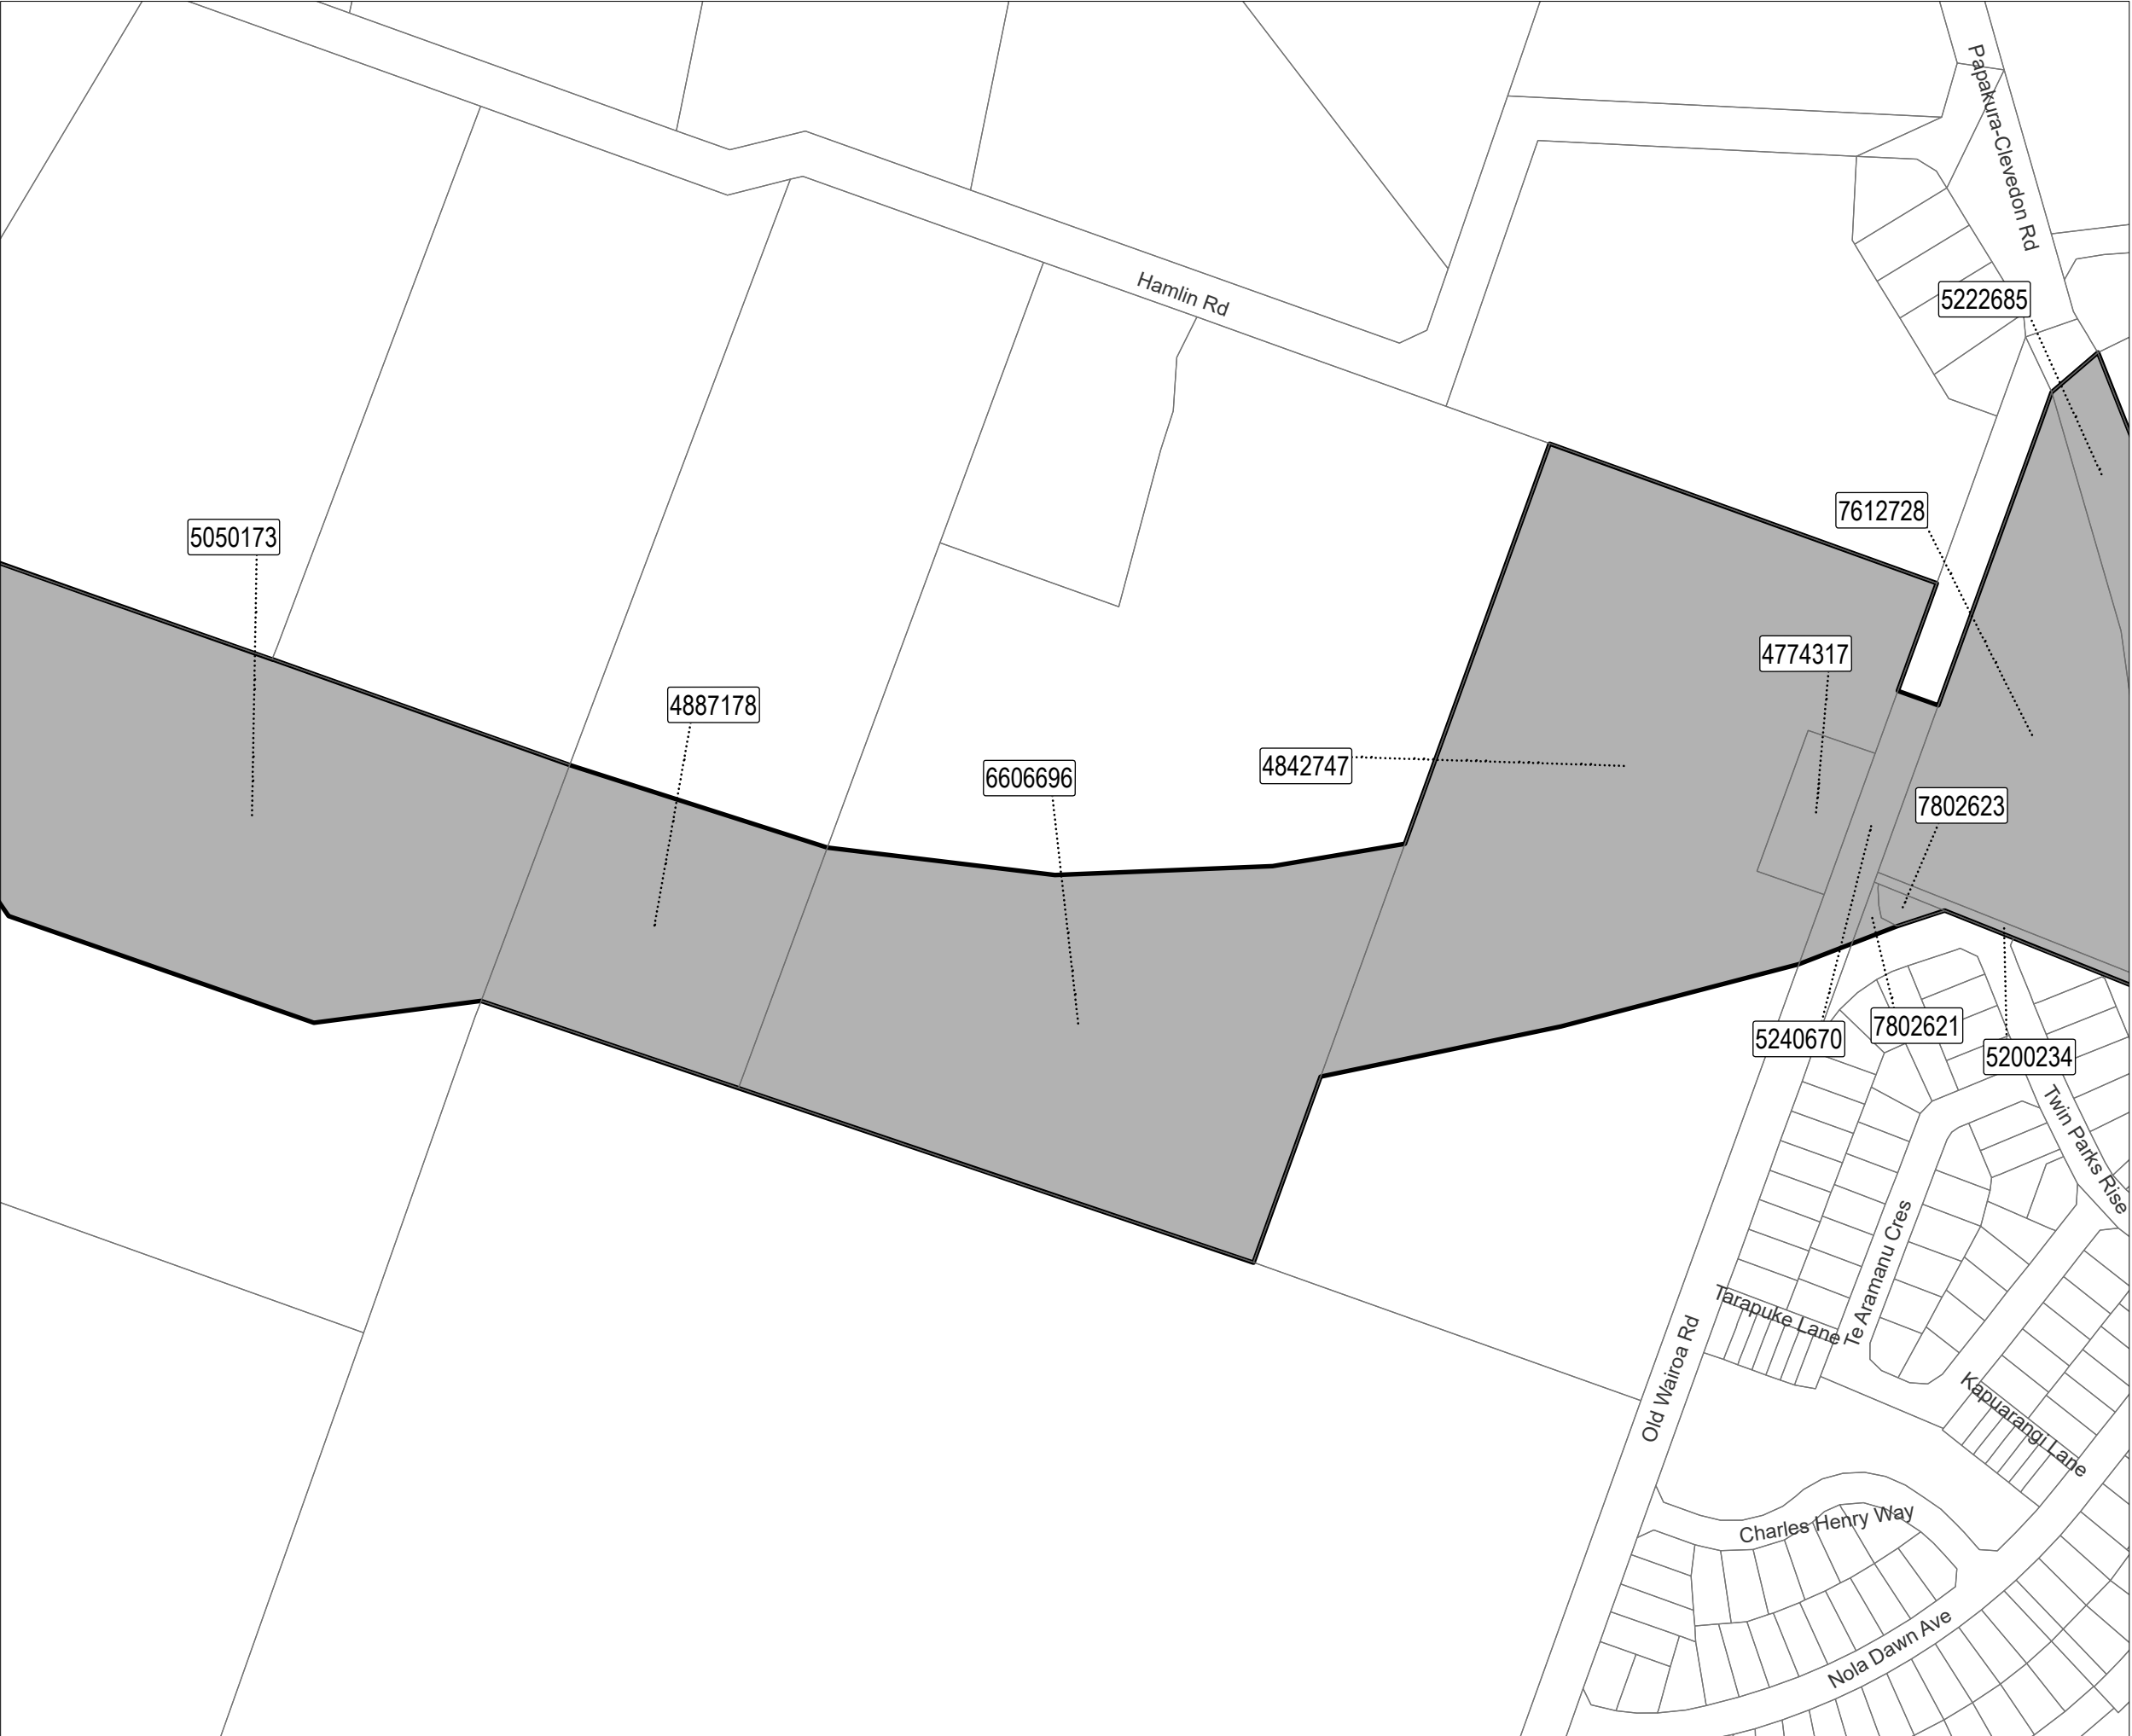 Papakura-Clevedon Rd
Hamlin Rd
5222685
7612728
5050173
4774317
4887178
4842747
6606696
7802623
5240670
7802621
5200234
Twin Parks Rise
Te Aramanu Cres
Tarapuke Lane
Old Wairoa Rd
Kapuarangi Lane
Charles Henry Way
Nola Dawn Ave